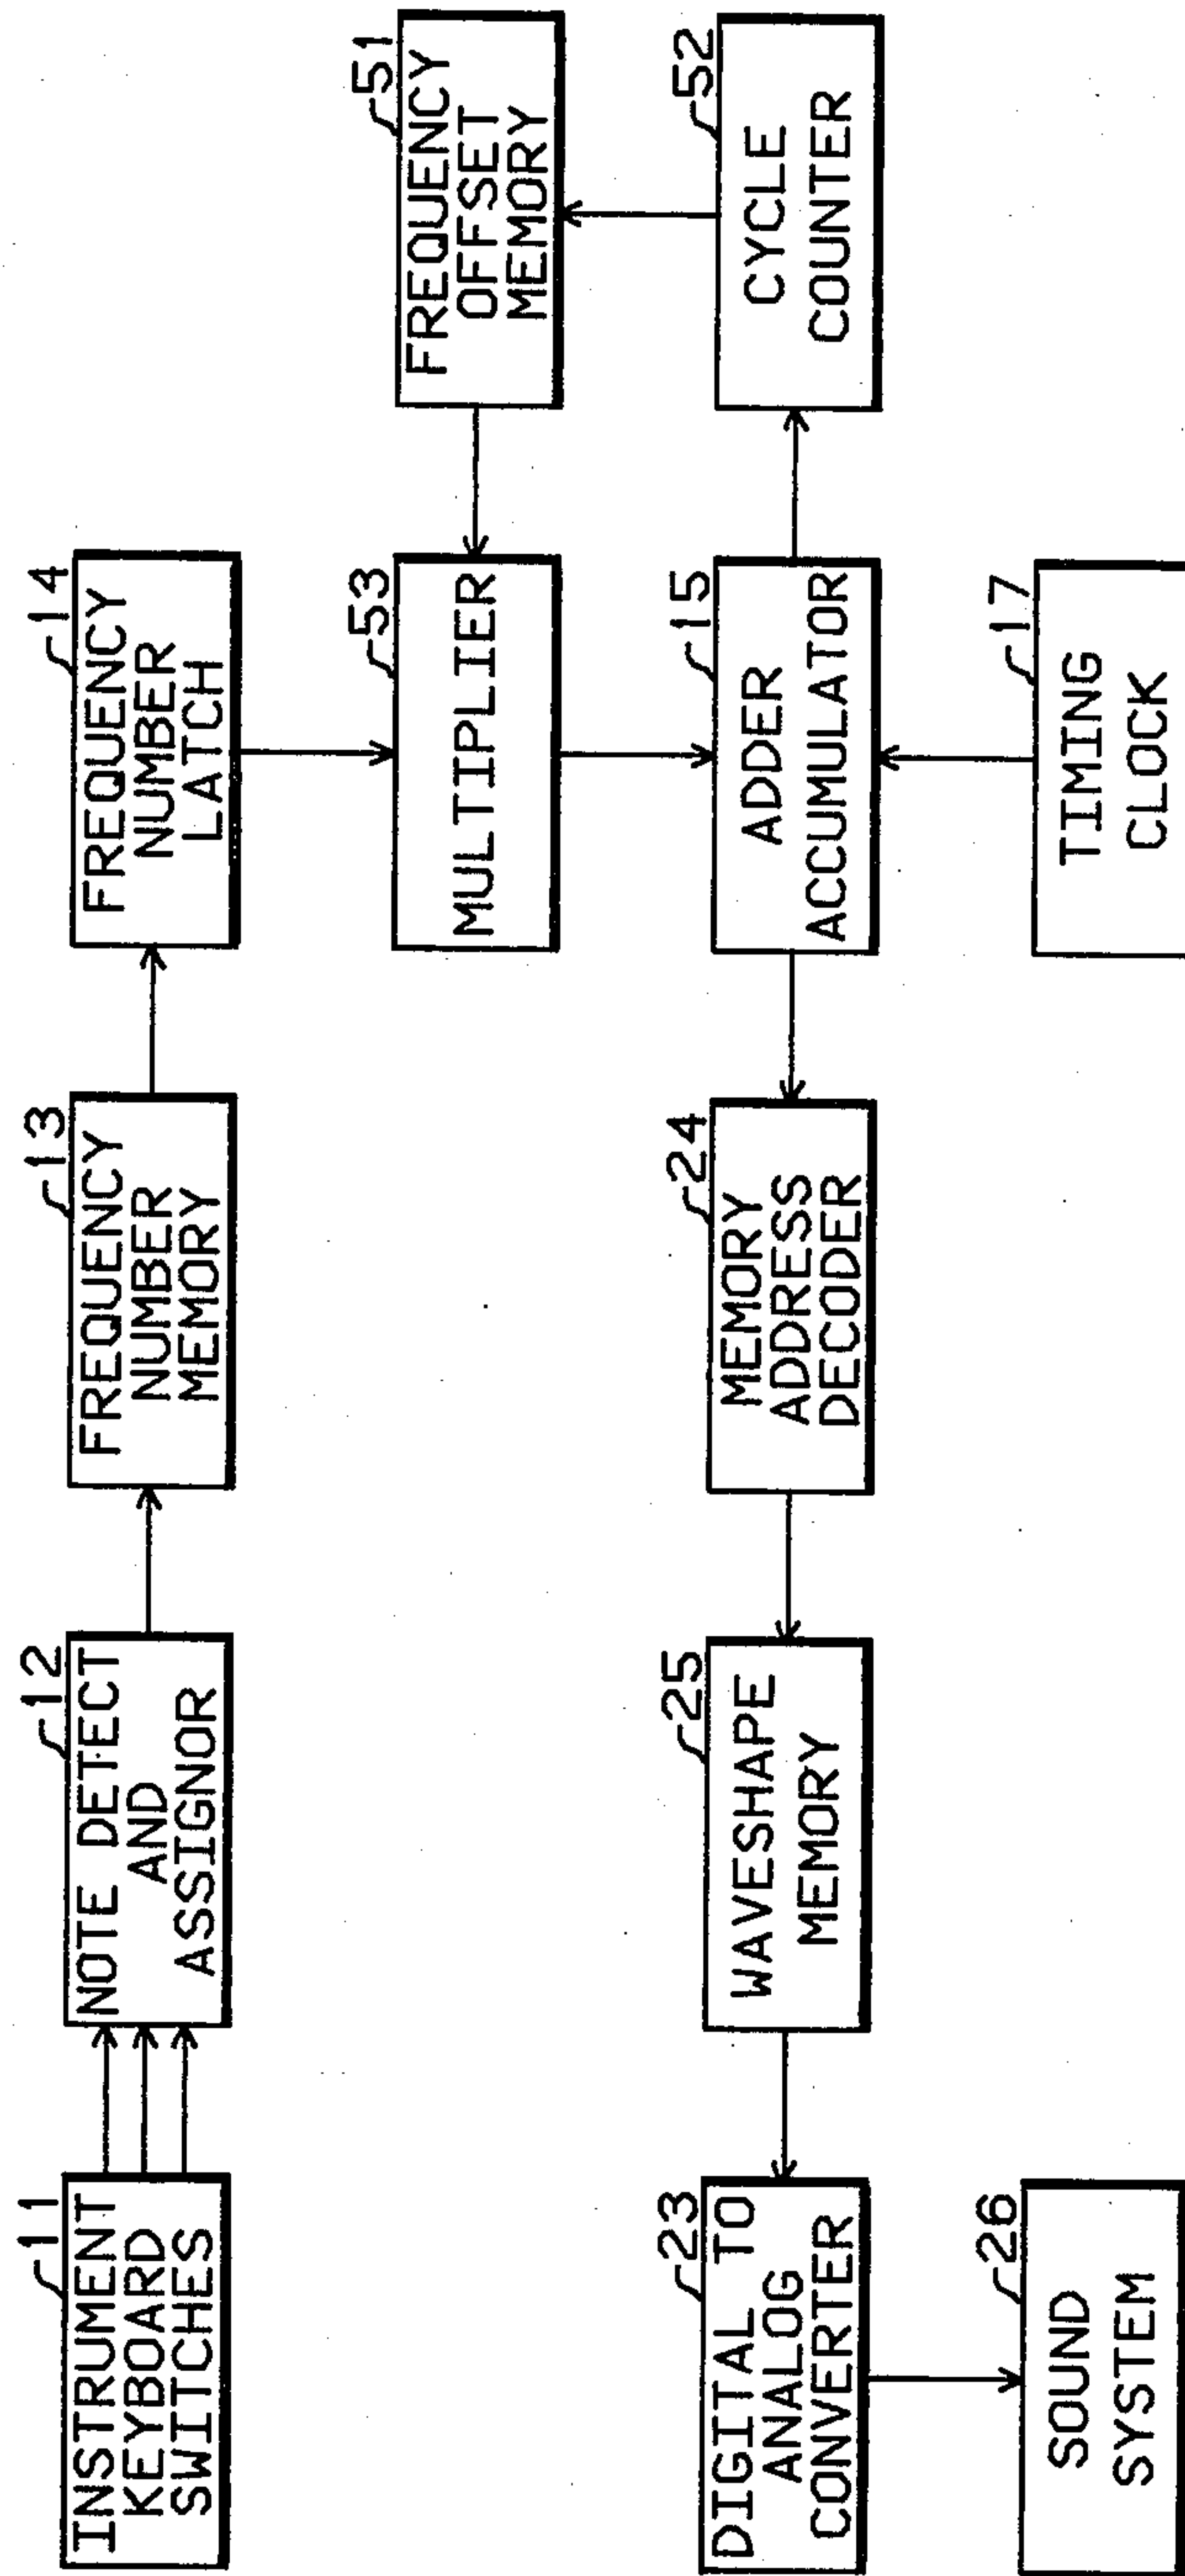 11
INSTRUMENT
KEYBOARD
SWITCHES
12
NOTE DETECT
AND
ASSIGNOR
13
FREQUENCY
NUMBER
MEMORY
14
FREQUENCY
NUMBER
LATCH
53
MULTIPLIER
51
FREQUENCY
OFFSET
MEMORY
23
DIGITAL TO
ANALOG
CONVERTER
25
WAVESHAPE
MEMORY
24
MEMORY
ADDRESS
DECODER
15
ADDER
ACCUMULATOR
52
CYCLE
COUNTER
26
SOUND
SYSTEM
17
TIMING
CLOCK